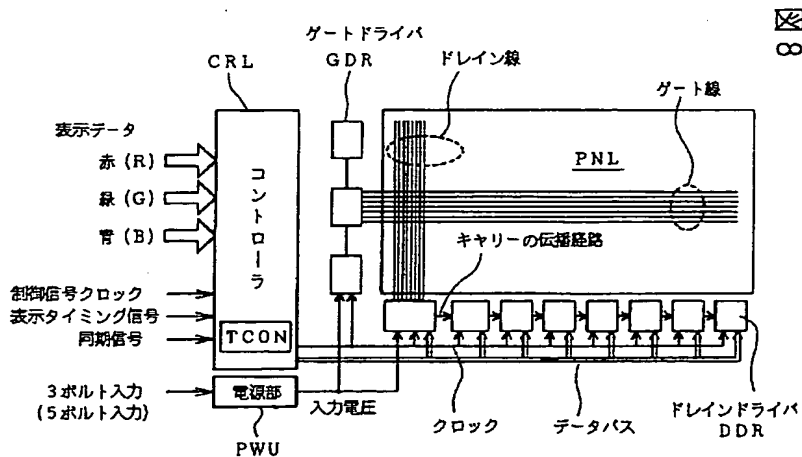 図
8
ゲートドライバ
GDR
CRL
ドレイン線
ゲート線
表示データ
赤(R)
緑(G)
青(B)
コントローラ
PNL
キャリーの伝播経路
制御信号クロック
表示タイミング信号
同期信号
TCON
3ボルト入力
(5ボルト入力)
電源部
入力電圧
クロック
データバス
ドレインドライバ
DDR
PWU